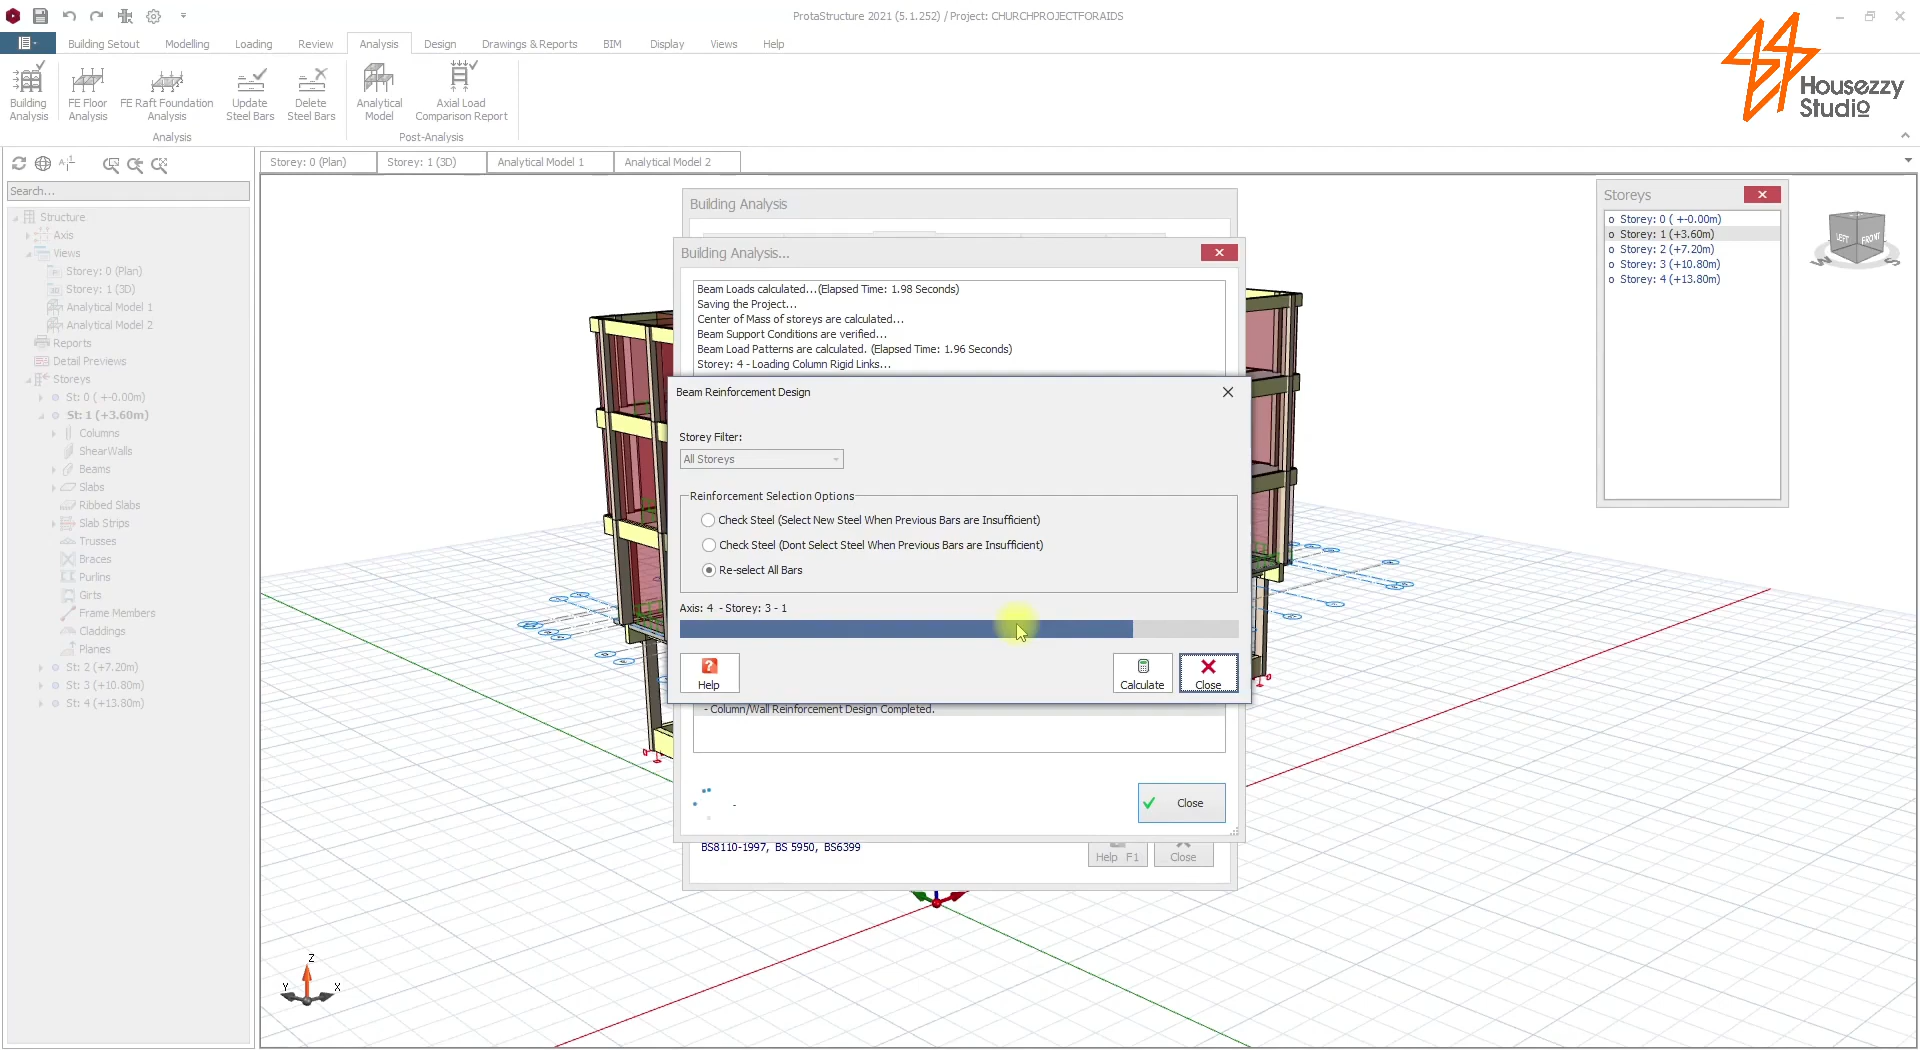 ProtaStructure 2021 (5.1.252) / Project: CHURCHPROJECTFORAIDS
Building Setout Modelling Loading Review Analysis Design Drawings & Reports BIM Display Views Help
Building Analysis
FE Floor Analysis
FE Raft Foundation Analysis
Update Steel Bars
Delete Steel Bars
Analytical Model
Axial Load Comparison Report
Analysis
Post-Analysis
Housezzy
Studio
Storey: 0 (Plan)
Storey: 1 (3D)
Analytical Model 1
Analytical Model 2
Search...
Structure
Axis
Views
Storey: 0 (Plan)
Storey: 1 (3D)
Analytical Model 1
Analytical Model 2
Reports
Detail Previews
Storeys
St: 0 ( +-0.00m)
St: 1 (+3.60m)
Columns
ShearWalls
Beams
Slabs
Ribbed Slabs
Slab Strips
Trusses
Braces
Purlins
Girts
Frame Members
Claddings
Planes
St: 2 (+7.20m)
St: 3 (+10.80m)
St: 4 (+13.80m)
Building Analysis
Building Analysis...
Beam Loads calculated...(Elapsed Time: 1.98 Seconds)
Saving the Project...
Center of Mass of storeys are calculated...
Beam Support Conditions are verified...
Beam Load Patterns are calculated. (Elapsed Time: 1.96 Seconds)
Storey: 4 - Loading Column Rigid Links...
Beam Reinforcement Design
Storey Filter:
All Storeys
Reinforcement Selection Options
Check Steel (Select New Steel When Previous Bars are Insufficient)
Check Steel (Dont Select Steel When Previous Bars are Insufficient)
Re-select All Bars
Axis: 4 - Storey: 3 - 1
Help
Calculate
Close
- Column/Wall Reinforcement Design Completed.
-
Close
BS8110-1997, BS 5950, BS6399
Help F1
Close
Storeys
o Storey: 0 ( +-0.00m)
o Storey: 1 (+3.60m)
o Storey: 2 (+7.20m)
o Storey: 3 (+10.80m)
o Storey: 4 (+13.80m)
LEFT FRONT
W S
Z
Y X